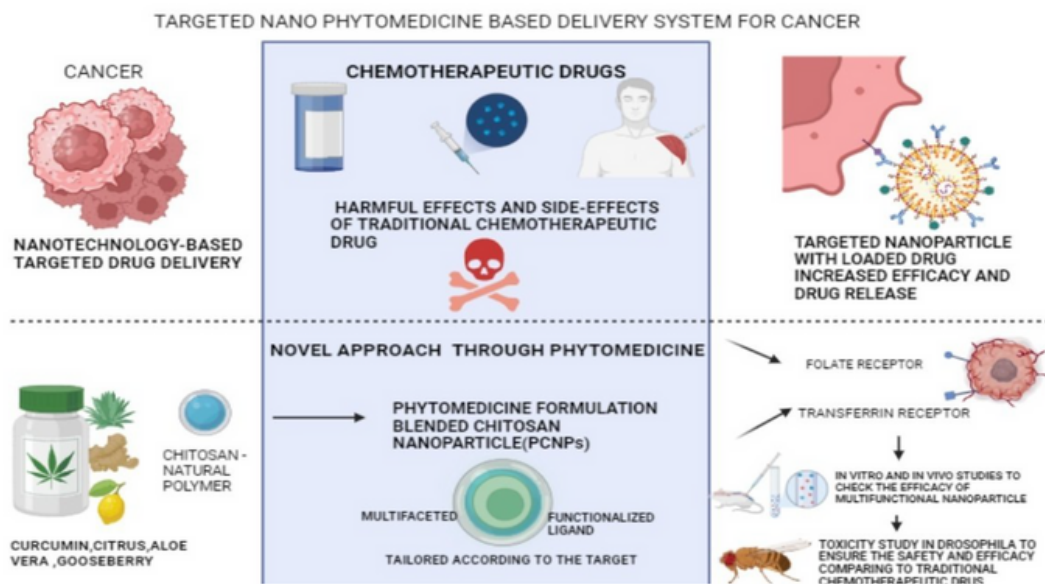 TARGETED NANO PHYTOMEDICINE BASED DELIVERY SYSTEM FOR CANCER
CANCER
NANOTECHNOLOGY-BASED
TARGETED DRUG DELIVERY
CHEMOTHERAPEUTIC DRUGS
HARMFUL EFFECTS AND SIDE-EFFECTS
OF TRADITIONAL CHEMOTHERAPEUTIC
DRUG
TARGETED NANOPARTICLE
WITH LOADED DRUG
INCREASED EFFICACY AND
DRUG RELEASE
CHITOSAN -
NATURAL
POLYMER
CURCUMIN,CITRUS,ALOE
VERA ,GOOSEBERRY
NOVEL APPROACH THROUGH PHYTOMEDICINE
PHYTOMEDICINE FORMULATION
BLENDED CHITOSAN
NANOPARTICLE(PCNPs)
MULTIFACETED
FUNCTIONALIZED
LIGAND
TAILORED ACCORDING TO THE TARGET
FOLATE RECEPTOR
TRANSFERRIN RECEPTOR
IN VITRO AND IN VIVO STUDIES TO
CHECK THE EFFICACY OF
MULTIFUNCTIONAL NANOPARTICLE
TOXICITY STUDY IN DROSOPHILA TO
ENSURE THE SAFETY AND EFFICACY
COMPARING TO TRADITIONAL
CHEMOTHERAPEUTIC DRUS